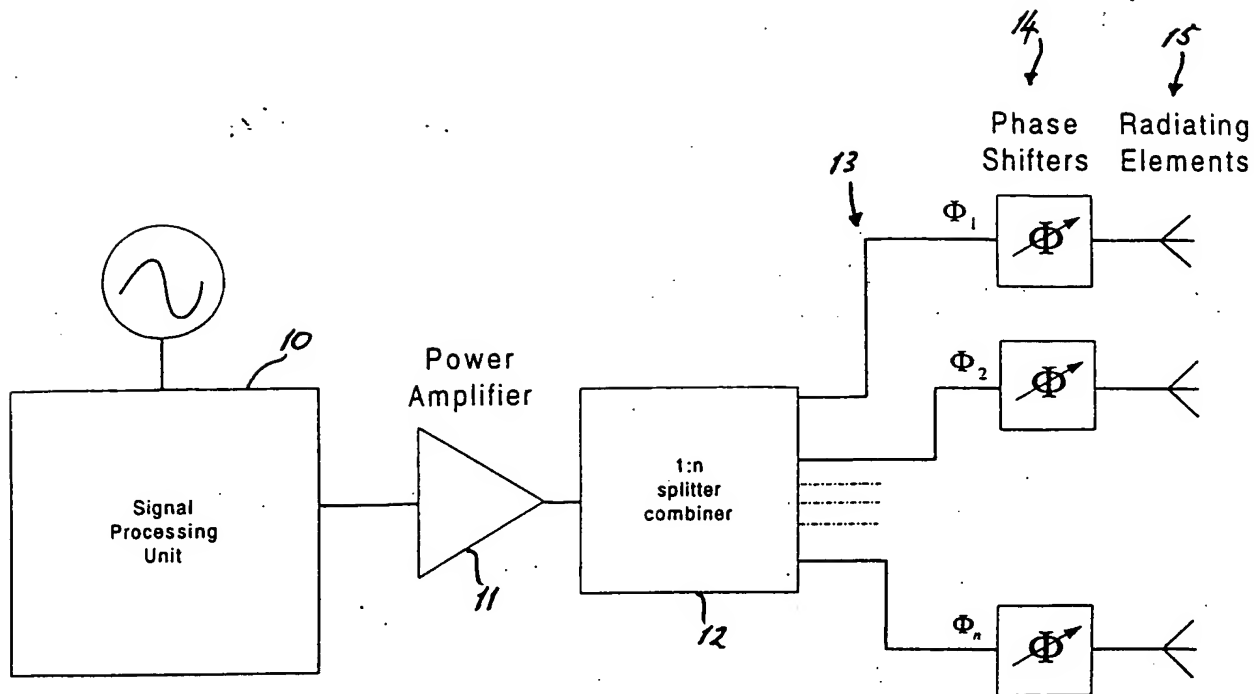 14
15
Phase
Shifters
Radiating
Elements
13
Φ1
Φ
10
Power
Amplifier
Φ2
Φ
Signal
Processing
Unit
1:n
splitter
combiner
11
12
Φn
Φ